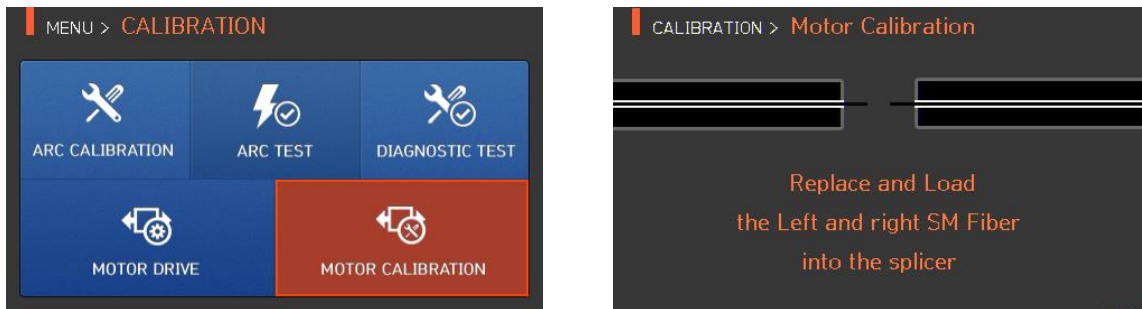 MENU > CALIBRATION
ARC CALIBRATION
ARC TEST
DIAGNOSTIC TEST
MOTOR DRIVE
MOTOR CALIBRATION
CALIBRATION > Motor Calibration
Replace and Load
the Left and right SM Fiber
into the splicer